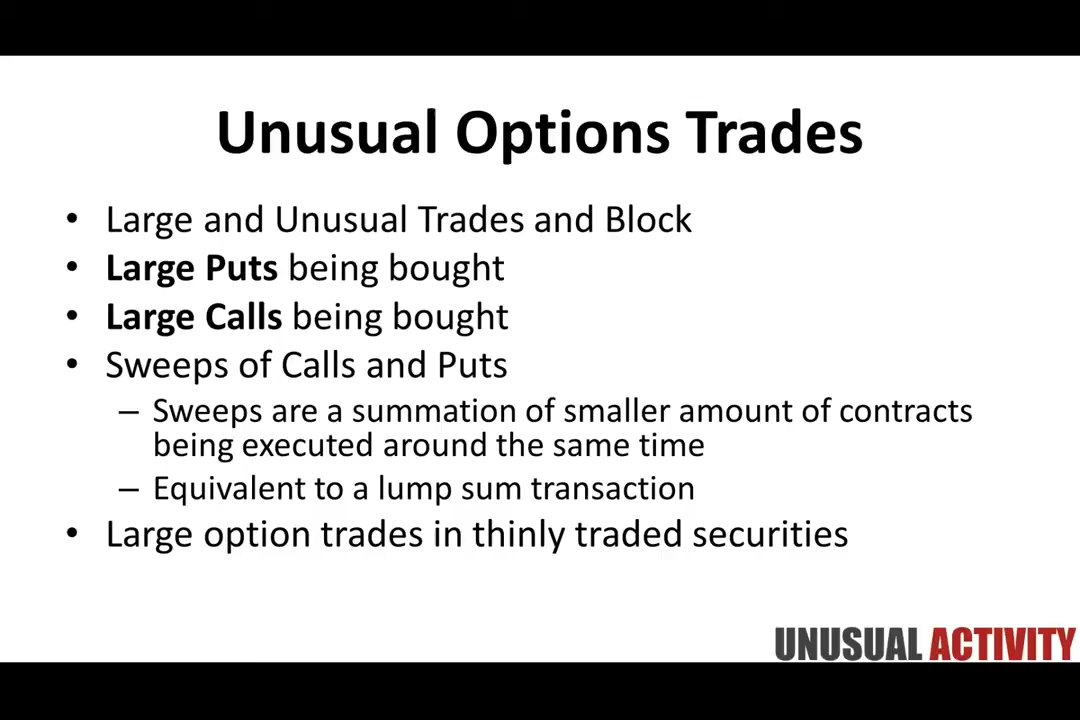 Unusual Options Trades
• Large and Unusual Trades and Block
• Large Puts being bought
• Large Calls being bought
• Sweeps of Calls and Puts
– Sweeps are a summation of smaller amount of contracts
being executed around the same time
– Equivalent to a lump sum transaction
• Large option trades in thinly traded securities
UNUSUAL ACTIVITY